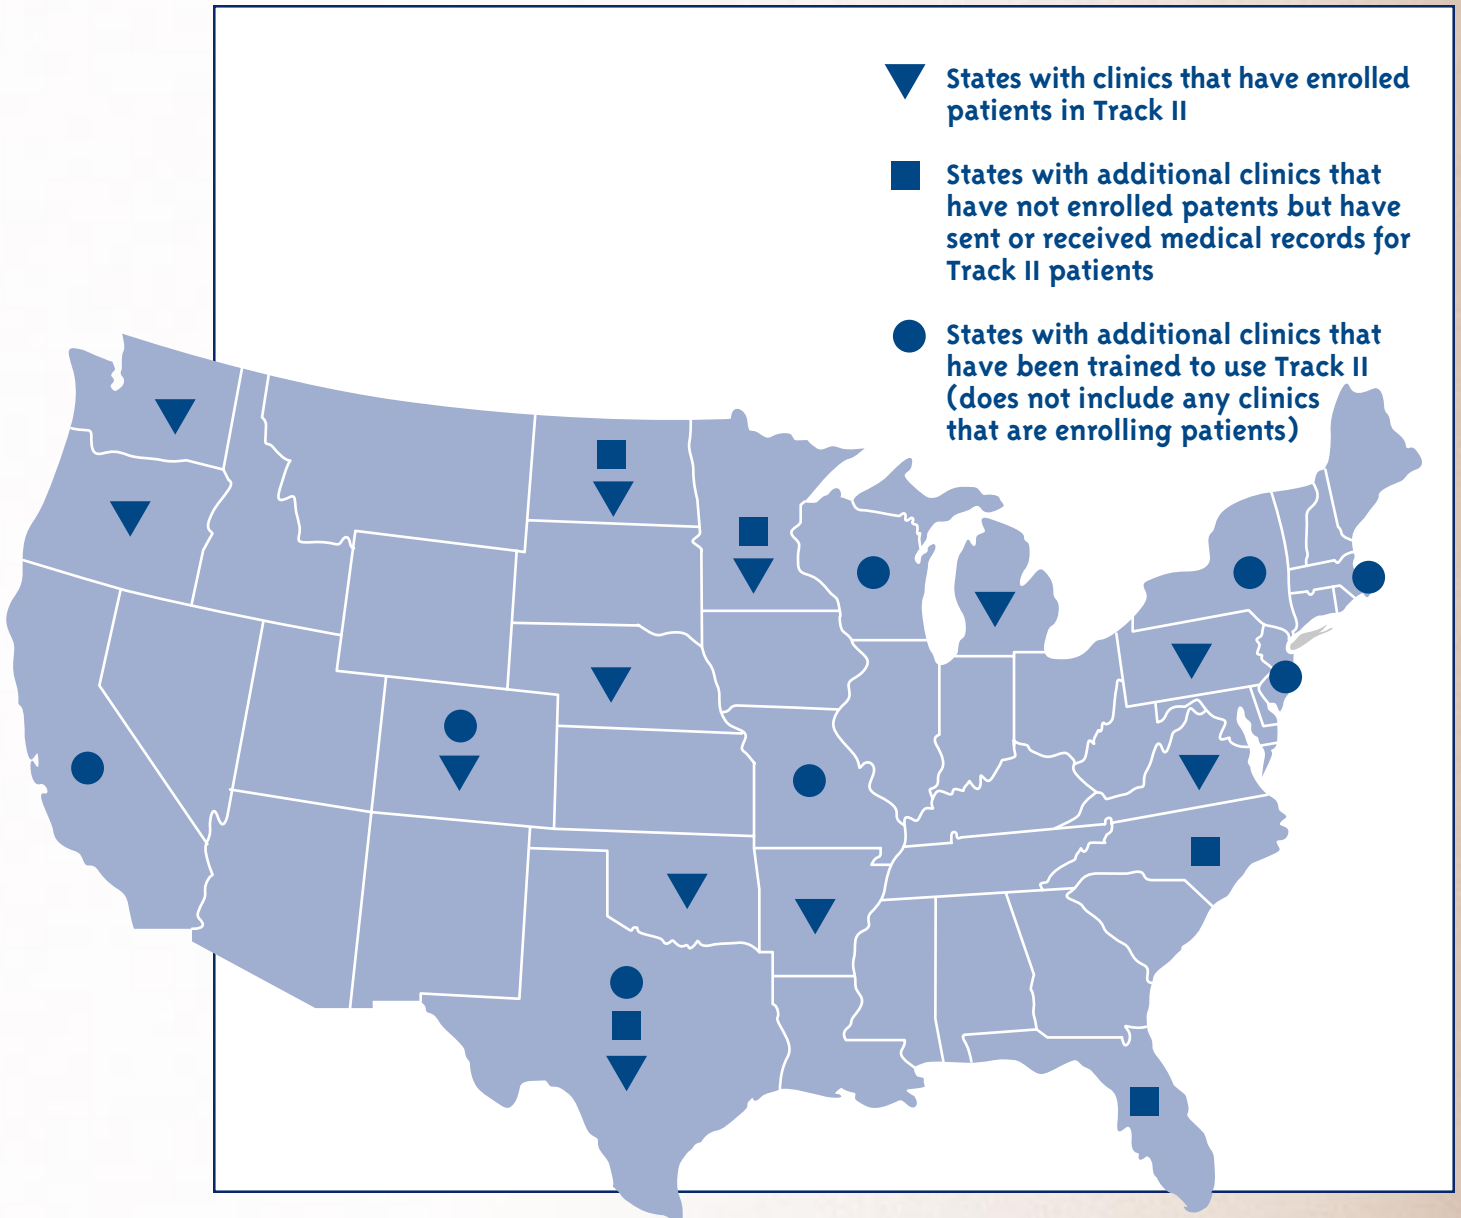 States with clinics that have enrolled
patients in Track II
States with additional clinics that
have not enrolled patents but have
sent or received medical records for
Track II patients
States with additional clinics that
have been trained to use Track II
(does not include any clinics
that are enrolling patients)